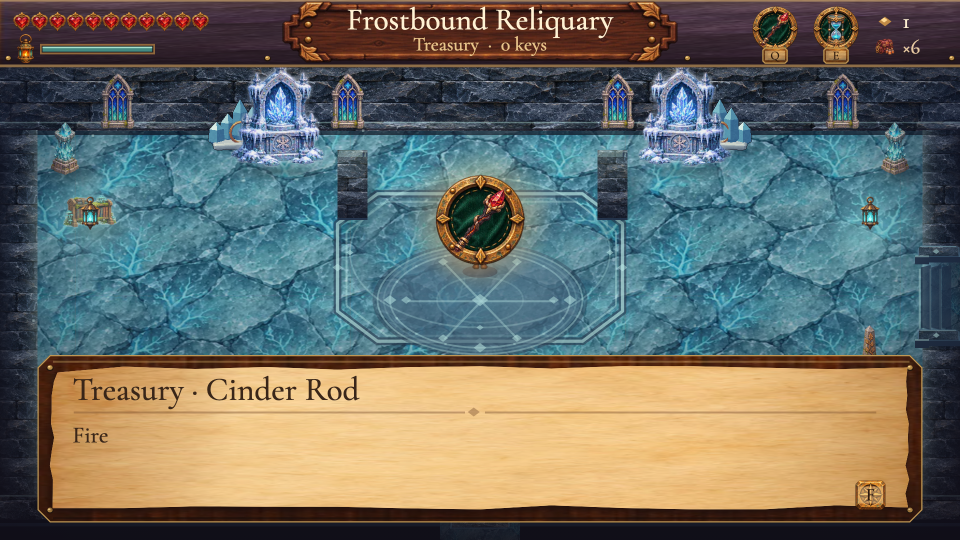 Frostbound Reliquary
Treasury · 0 keys
Q
E
1
×6
Treasury · Cinder Rod
Fire
F